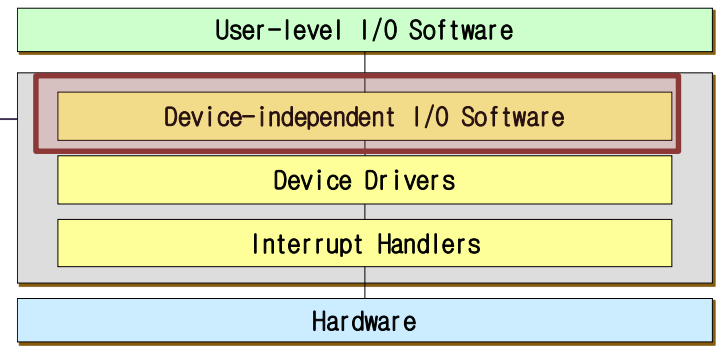 User-level I/O Software
Device-independent I/O Software
Device Drivers
Interrupt Handlers
Hardware